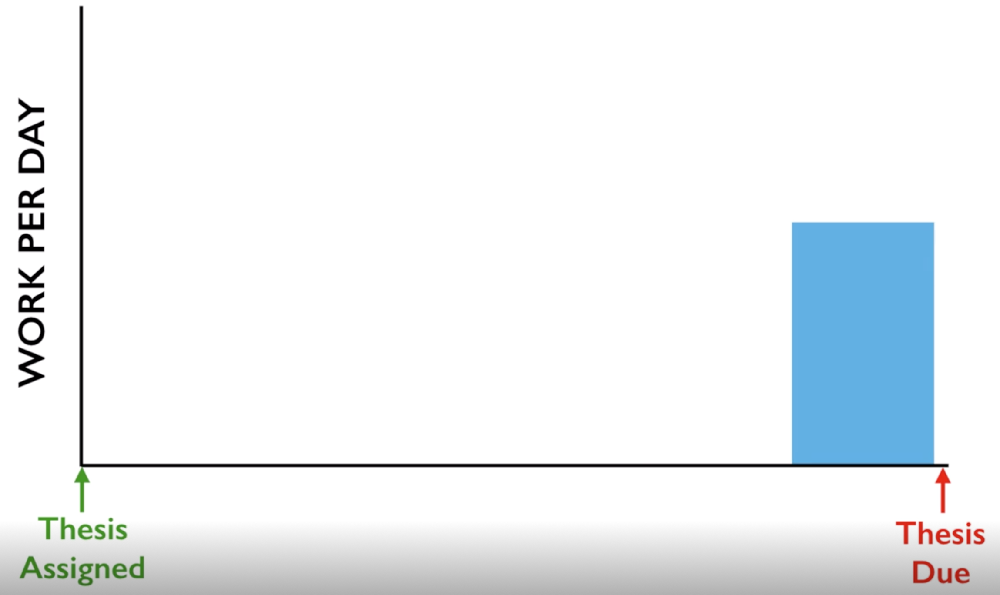 WORK PER DAY
Thesis
Assigned
Thesis
Due